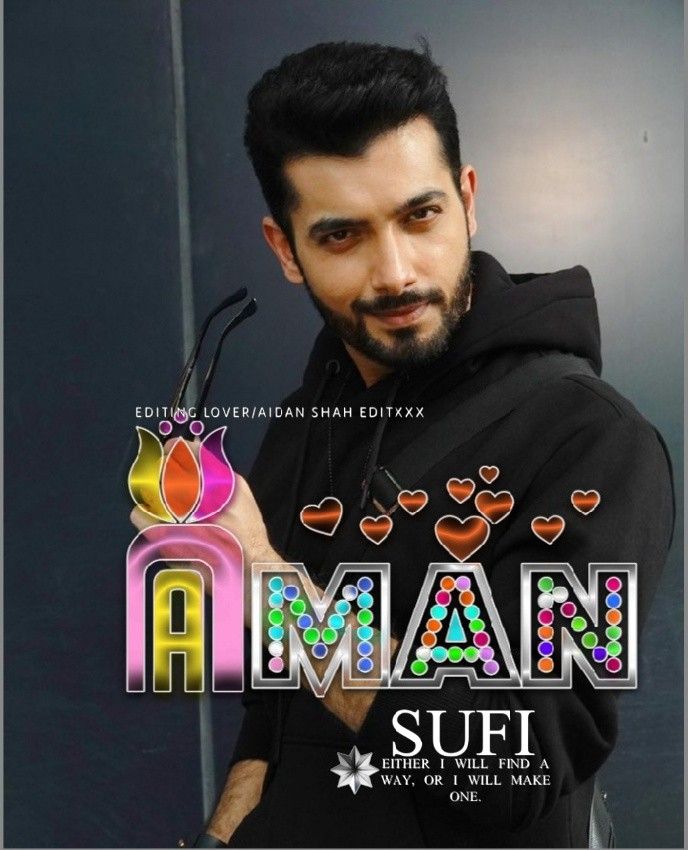 EDITING LOVER/AIDAN SHAH EDITXXX
AMAN
SUFI
EITHER I WILL FIND A
WAY, OR I WILL MAKE
ONE.